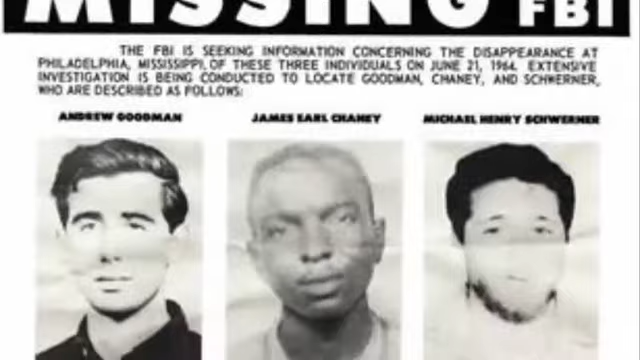 MISSING FBI
THE FBI IS SEEKING INFORMATION CONCERNING THE DISAPPEARANCE AT
PHILADELPHIA, MISSISSIPPI, OF THESE THREE INDIVIDUALS ON JUNE 21, 1964. EXTENSIVE
INVESTIGATION IS BEING CONDUCTED TO LOCATE GOODMAN, CHANEY, AND SCHWERNER,
WHO ARE DESCRIBED AS FOLLOWS:
ANDREW GOODMAN JAMES EARL CHANEY MICHAEL HENRY SCHWERNER